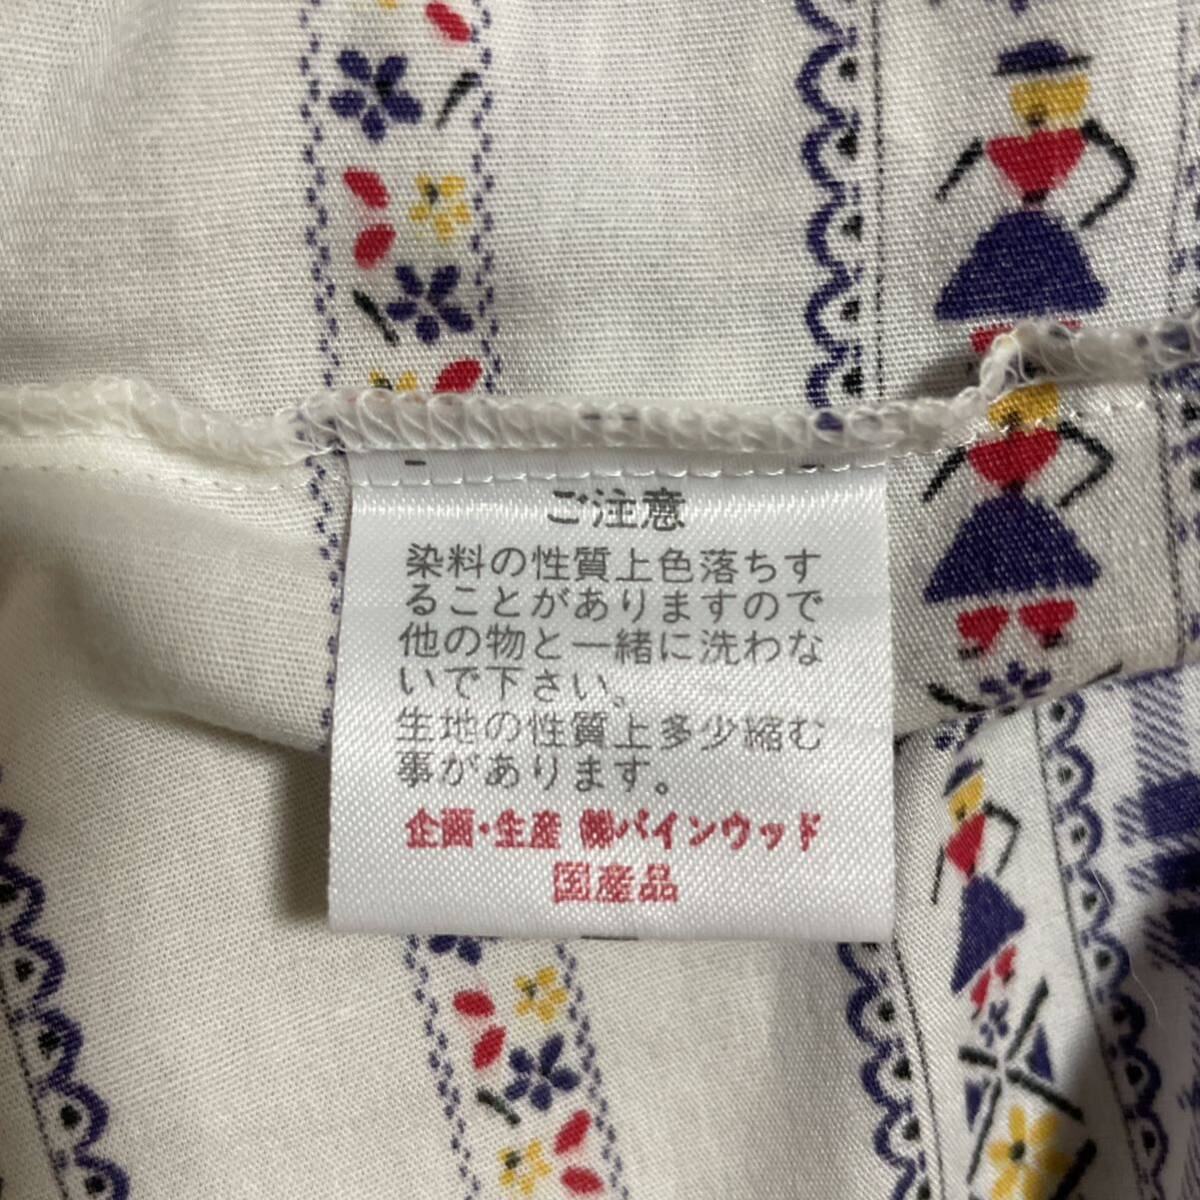 ご注意
染料の性質上色落ちす
ることがありますので
他の物と一緒に洗わな
いで下さい。
生地の性質上多少縮む
事があります。
企画・生産 ㈱パインウッド
国産品